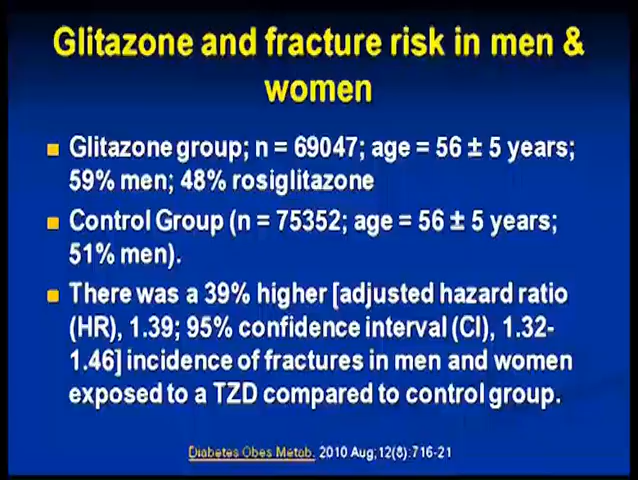 Glitazone and fracture risk in men &
women
Glitazone group; n = 69047; age = 56 ± 5 years;
59% men; 48% rosiglitazone
Control Group (n = 75352; age = 56 ± 5 years;
51% men).
There was a 39% higher [adjusted hazard ratio
(HR), 1.39; 95% confidence interval (CI), 1.32-
1.46] incidence of fractures in men and women
exposed to a TZD compared to control group.
Diabetes Obes Metab. 2010 Aug;12(8):716-21